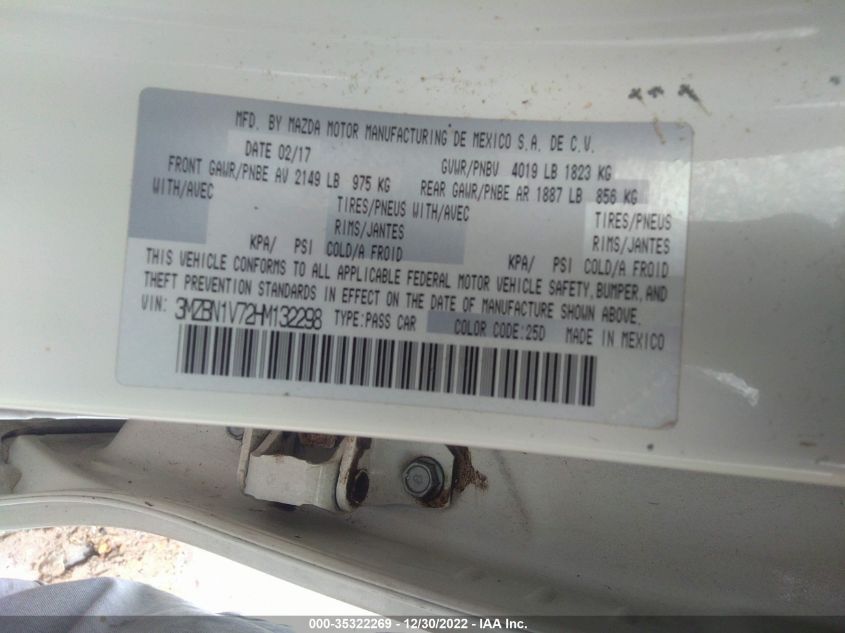 MFD. BY MAZDA MOTOR MANUFACTURING DE MEXICO S.A. DE C.V.
DATE 02/17 GVWR/PNBV 4019 LB 1823 KG
FRONT GAWR/PNBE AV 2149 LB 975 KG REAR GAWR/PNBE AR 1887 LB 856 KG
WITH/AVEC TIRES/PNEUS WITH/AVEC TIRES/PNEUS
RIMS/JANTES RIMS/JANTES
KPA/ PSI COLD/A FROID KPA/ PSI COLD/A FROID
THIS VEHICLE CONFORMS TO ALL APPLICABLE FEDERAL MOTOR VEHICLE SAFETY, BUMPER, AND
THEFT PREVENTION STANDARDS IN EFFECT ON THE DATE OF MANUFACTURE SHOWN ABOVE.
VIN: 3MZBN1V72HM132298 TYPE:PASS CAR COLOR CODE:25D MADE IN MEXICO
000-35322269 - 12/30/2022 - IAA Inc.